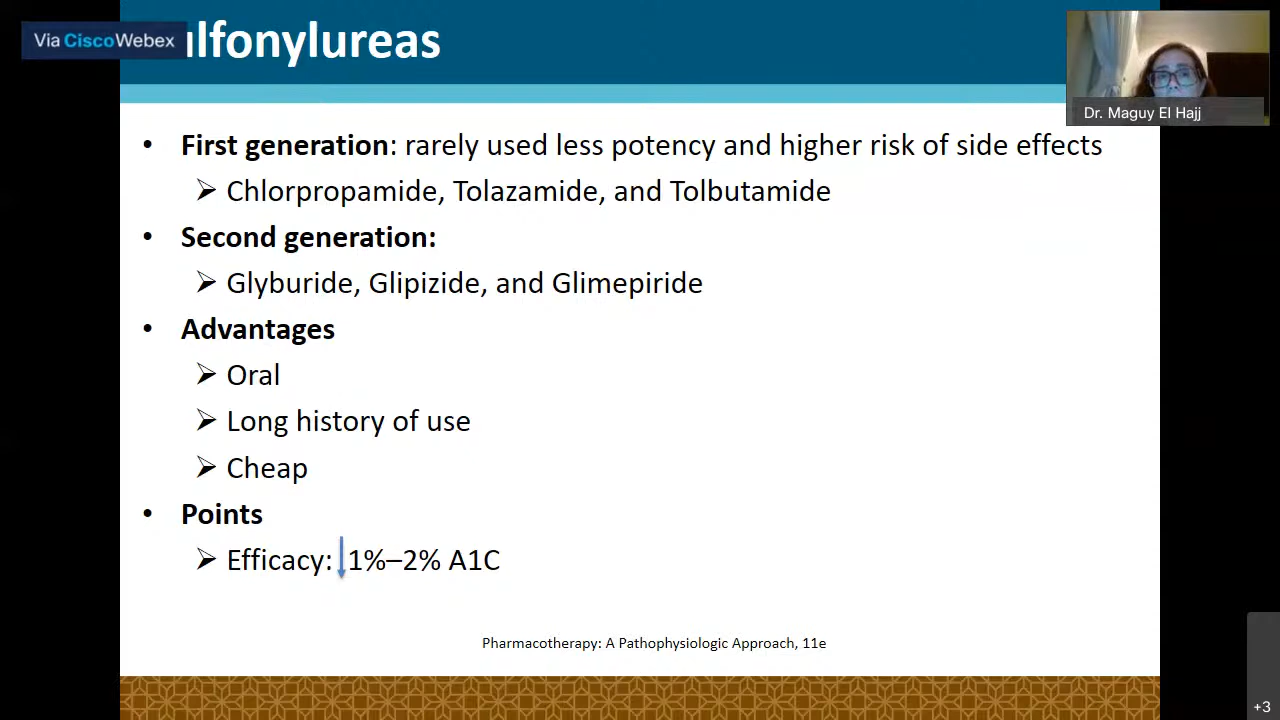 Via CiscoWebex
ulfonylureas
Dr. Maguy El Hajj
• First generation: rarely used less potency and higher risk of side effects
➢ Chlorpropamide, Tolazamide, and Tolbutamide
• Second generation:
➢ Glyburide, Glipizide, and Glimepiride
• Advantages
➢ Oral
➢ Long history of use
➢ Cheap
• Points
➢ Efficacy: ↓1%–2% A1C
Pharmacotherapy: A Pathophysiologic Approach, 11e
+3